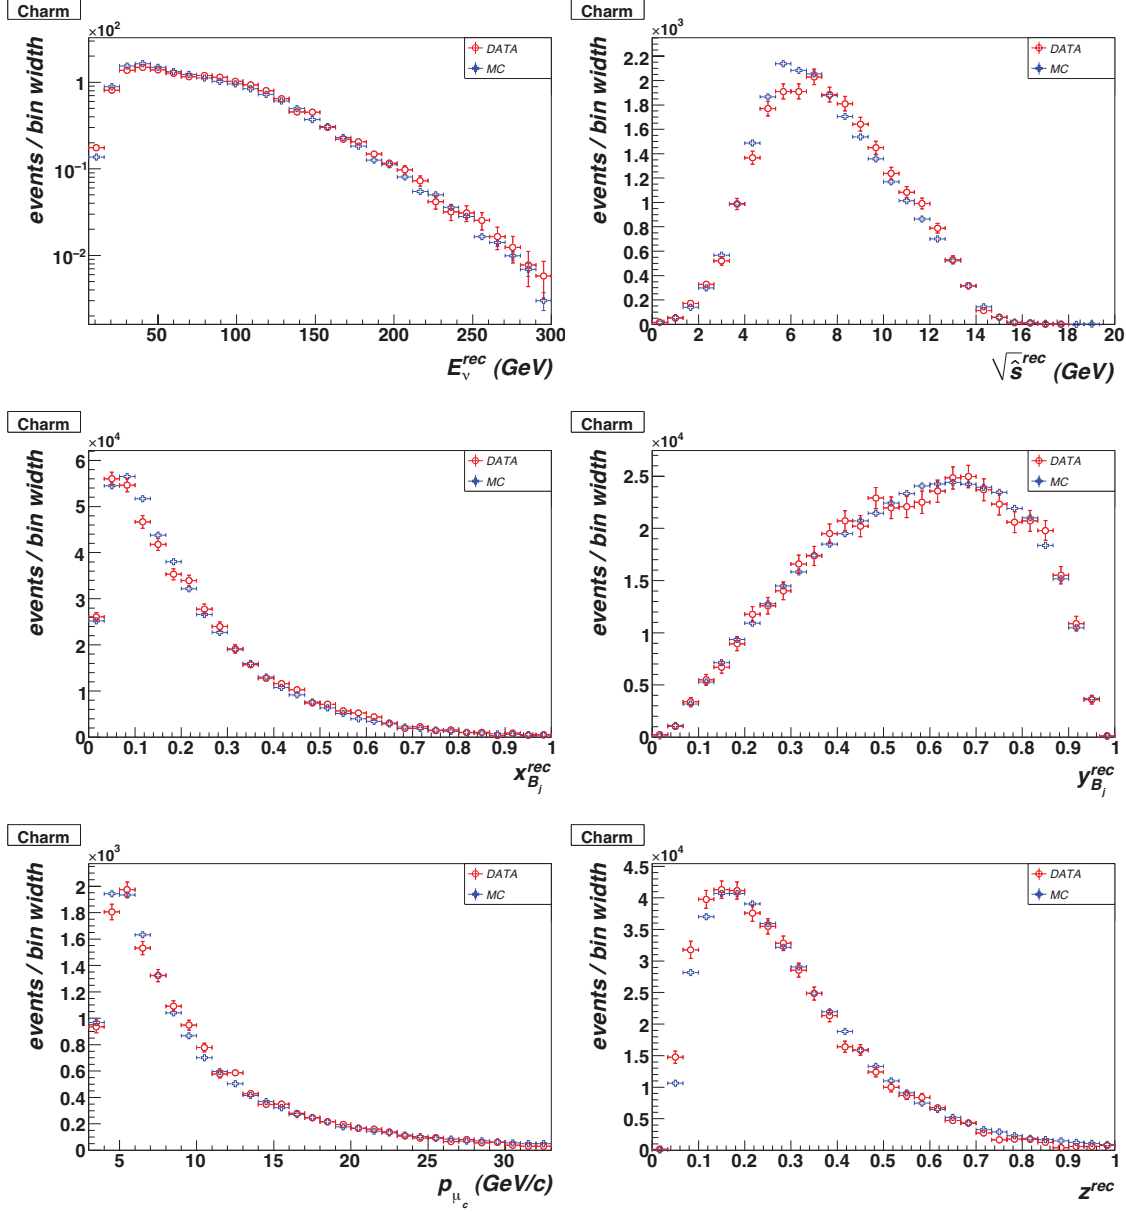 Charm
×10²
events / bin width
DATA
MC
1
10⁻¹
10⁻²
50 100 150 200 250 300
E_ν^rec (GeV)
Charm
×10³
events / bin width
DATA
MC
2.2
2
1.8
1.6
1.4
1.2
1
0.8
0.6
0.4
0.2
0
0 2 4 6 8 10 12 14 16 18 20
√ŝ^rec (GeV)
Charm
×10⁴
events / bin width
DATA
MC
6
5
4
3
2
1
0
0 0.1 0.2 0.3 0.4 0.5 0.6 0.7 0.8 0.9 1
x_{B_j}^rec
Charm
×10⁴
events / bin width
DATA
MC
2.5
2
1.5
1
0.5
0
0 0.1 0.2 0.3 0.4 0.5 0.6 0.7 0.8 0.9 1
y_{B_j}^rec
Charm
×10³
events / bin width
DATA
MC
2
1.8
1.6
1.4
1.2
1
0.8
0.6
0.4
0.2
0
5 10 15 20 25 30
p_{μ_c} (GeV/c)
Charm
×10⁴
events / bin width
DATA
MC
4.5
4
3.5
3
2.5
2
1.5
1
0.5
0
0 0.1 0.2 0.3 0.4 0.5 0.6 0.7 0.8 0.9 1
z^rec